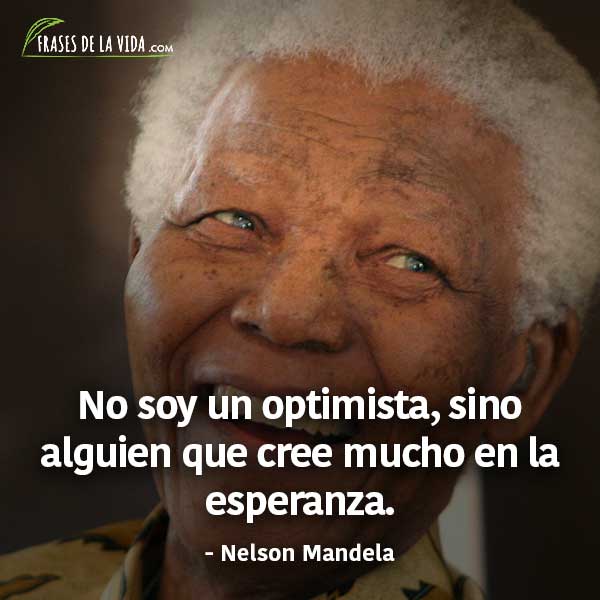 FRASES DE LA VIDA.COM
No soy un optimista, sino
alguien que cree mucho en la
esperanza.
- Nelson Mandela